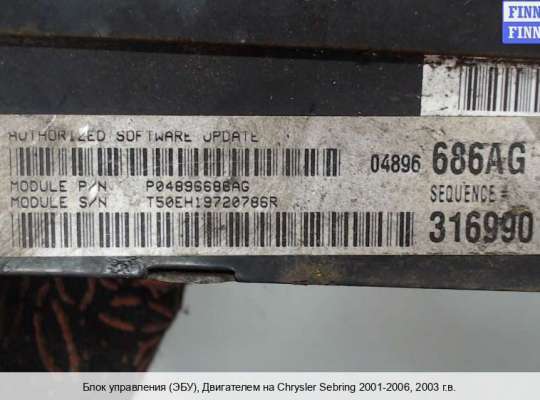 FINN
FINN
AUTHORIZED SOFTWARE UPDATE
04896 686AG
MODULE P/N P04896686AG
MODULE S/N T50EH19720786R
SEQUENCE #
316990
Блок управления (ЭБУ), Двигателем на Chrysler Sebring 2001-2006, 2003 г.в.